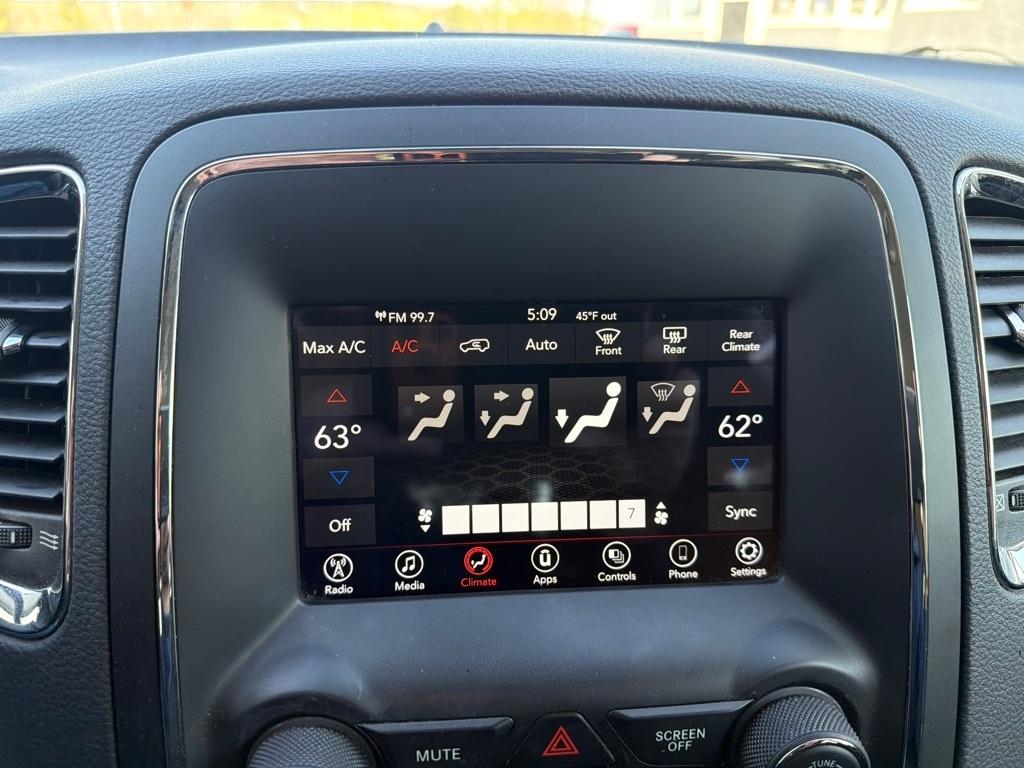 FM 99.7 5:09 45°F out
Max A/C A/C Auto Front Rear Rear Climate
63° 62°
7
Off Sync
Radio Media Climate Apps Controls Phone Settings
MUTE SCREEN OFF
TUNE